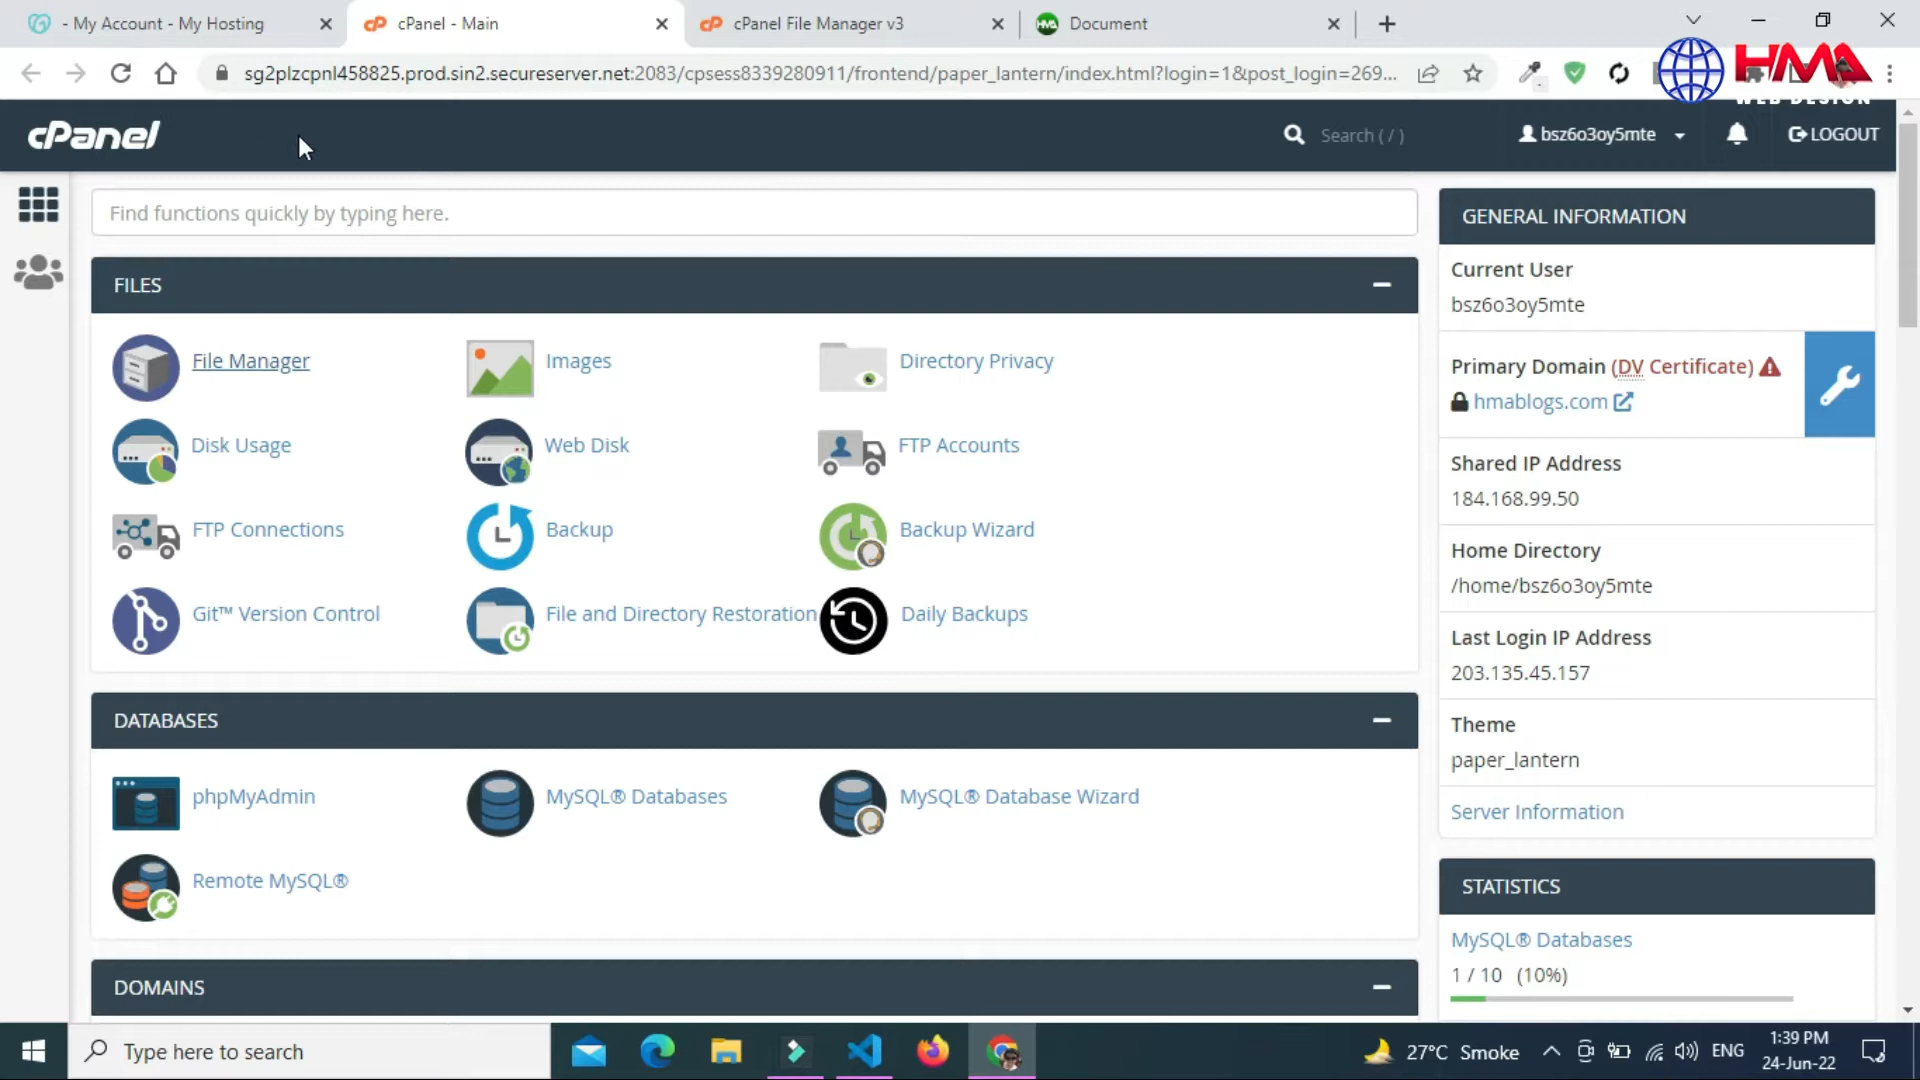 - My Account - My Hosting
cPanel - Main
cPanel File Manager v3
Document
sg2plzcpnl458825.prod.sin2.secureserver.net:2083/cpsess8339280911/frontend/paper_lantern/index.html?login=1&post_login=269...
HMA
WEB DESIGN
cPanel
Search ( / )
bsz6o3oy5mte
LOGOUT
Find functions quickly by typing here.
FILES
File Manager
Images
Directory Privacy
Disk Usage
Web Disk
FTP Accounts
FTP Connections
Backup
Backup Wizard
Git™ Version Control
File and Directory Restoration
Daily Backups
DATABASES
phpMyAdmin
MySQL® Databases
MySQL® Database Wizard
Remote MySQL®
DOMAINS
GENERAL INFORMATION
Current User
bsz6o3oy5mte
Primary Domain (DV Certificate)
hmablogs.com
Shared IP Address
184.168.99.50
Home Directory
/home/bsz6o3oy5mte
Last Login IP Address
203.135.45.157
Theme
paper_lantern
Server Information
STATISTICS
MySQL® Databases
1 / 10 (10%)
Type here to search
27°C Smoke
ENG
1:39 PM
24-Jun-22